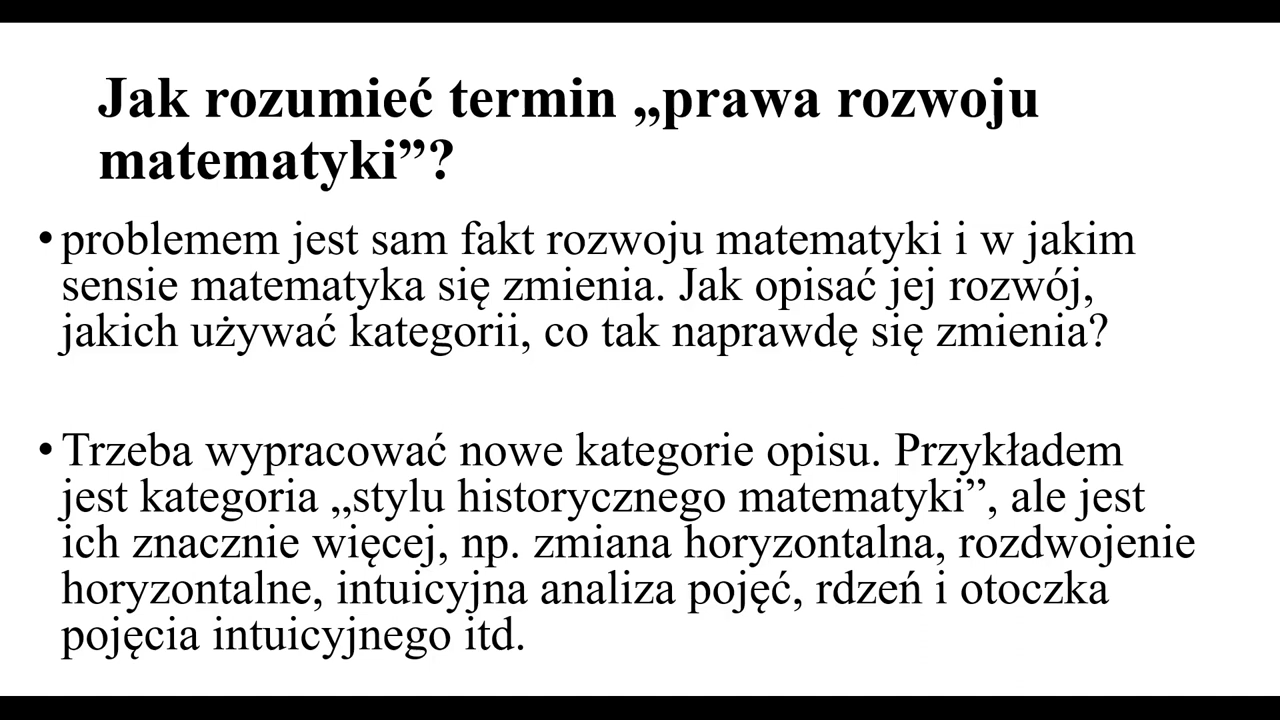 Jak rozumieć termin „prawa rozwoju
matematyki”?
• problemem jest sam fakt rozwoju matematyki i w jakim
sensie matematyka się zmienia. Jak opisać jej rozwój,
jakich używać kategorii, co tak naprawdę się zmienia?
• Trzeba wypracować nowe kategorie opisu. Przykładem
jest kategoria „stylu historycznego matematyki”, ale jest
ich znacznie więcej, np. zmiana horyzontalna, rozdwojenie
horyzontalne, intuicyjna analiza pojęć, rdzeń i otoczka
pojęcia intuicyjnego itd.